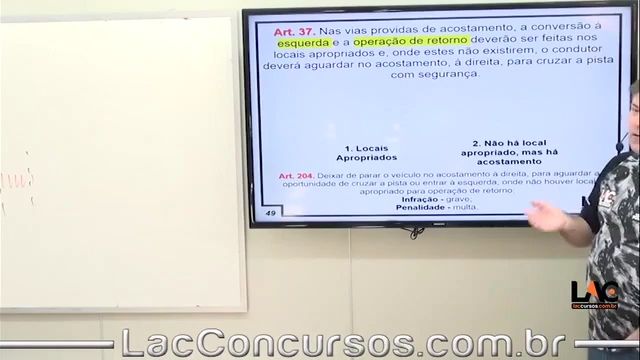 Art. 37. Nas vias providas de acostamento, a conversão à
esquerda e a operação de retorno deverão ser feitas nos
locais apropriados e, onde estes não existirem, o condutor
deverá aguardar no acostamento, à direita, para cruzar a pista
com segurança.
1. Locais
Apropriados
2. Não há local
apropriado, mas há
acostamento
Art. 204. Deixar de parar o veículo no acostamento à direita, para aguardar a
oportunidade de cruzar a pista ou entrar à esquerda, onde não houver local
apropriado para operação de retorno:
Infração - grave;
Penalidade - multa.
49
LAC
laccursos.com.br
LacConcursos.com.br